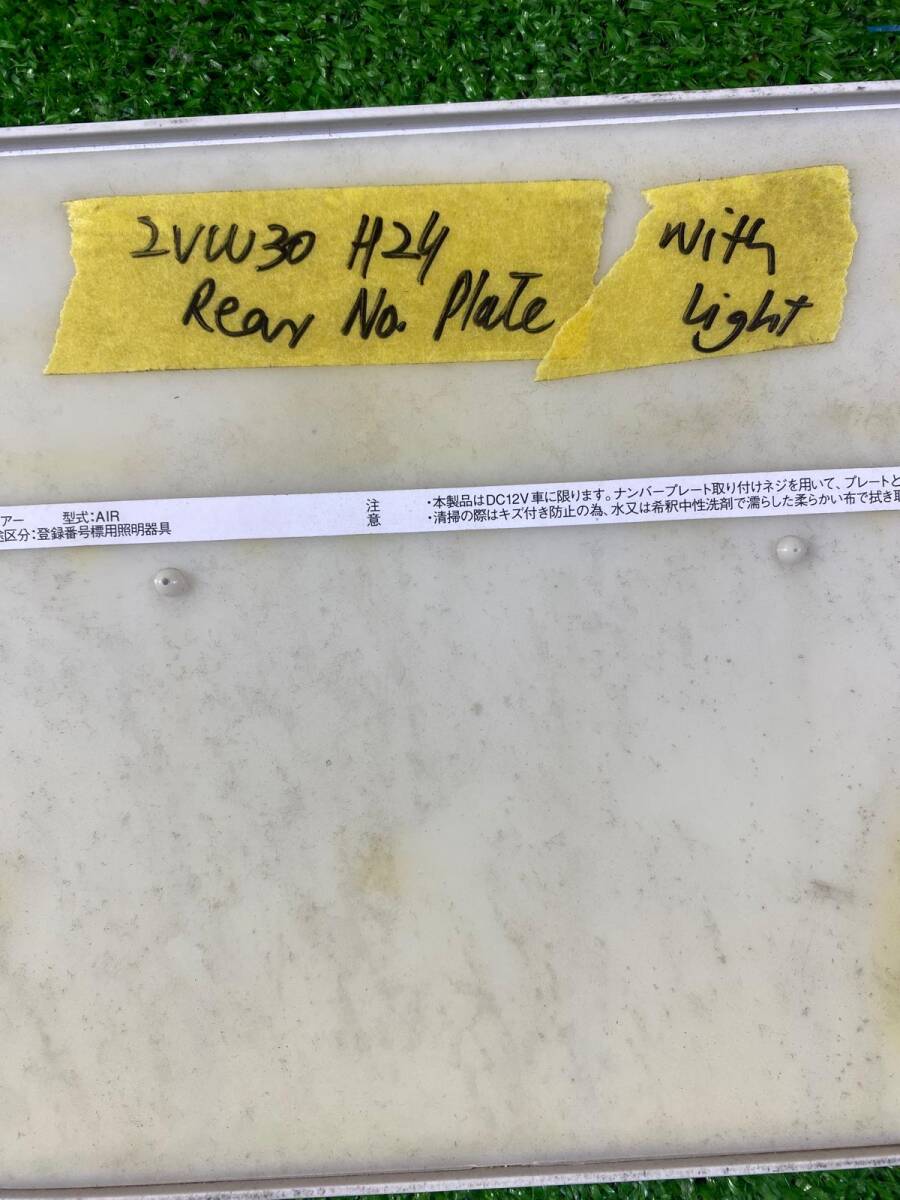 2VW30 H24
Rear No. Plate
With
Light
アー 型式:AIR
区分:登録番号標用照明器具
注意
・本製品はDC12V車に限ります。ナンバープレート取り付けネジを用いて、プレートと
・清掃の際はキズ付き防止の為、水又は希釈中性洗剤で濡らした柔らかい布で拭き取